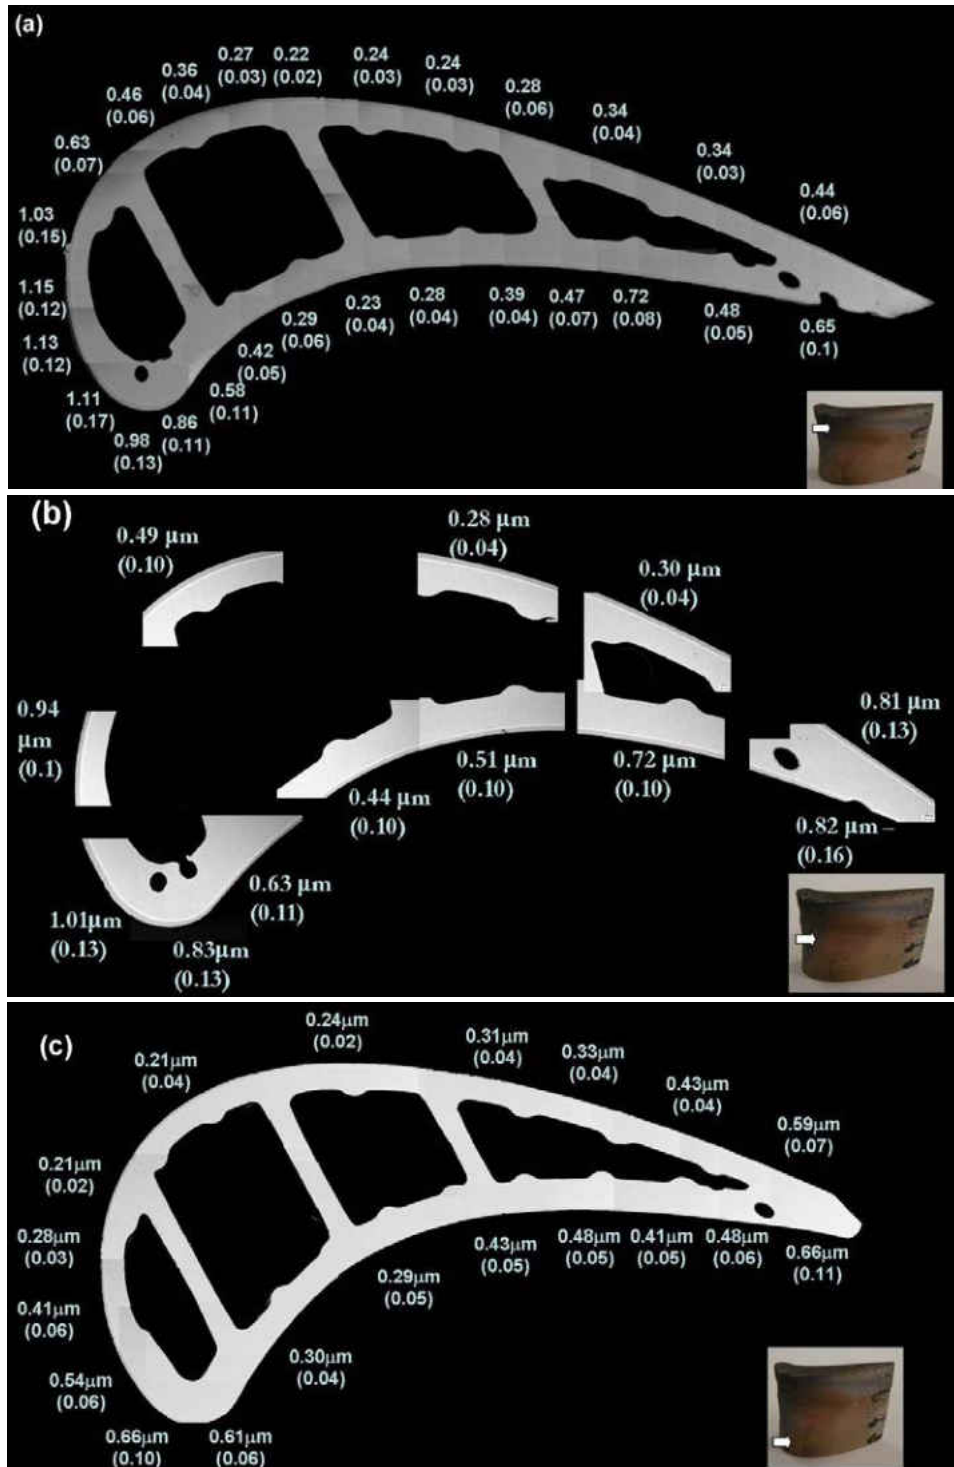 (a)
0.27
(0.03)
0.22
(0.02)
0.24
(0.03)
0.24
(0.03)
0.36
(0.04)
0.28
(0.06)
0.46
(0.06)
0.34
(0.04)
0.63
(0.07)
0.34
(0.03)
0.44
(0.06)
1.03
(0.15)
1.15
(0.12)
0.29
(0.06)
0.23
(0.04)
0.28
(0.04)
0.39
(0.04)
0.47
(0.07)
0.72
(0.08)
0.48
(0.05)
0.65
(0.1)
1.13
(0.12)
0.42
(0.05)
0.58
(0.11)
1.11
(0.17)
0.86
(0.11)
0.98
(0.13)
(b)
0.49 µm
(0.10)
0.28 µm
(0.04)
0.30 µm
(0.04)
0.94
µm
(0.1)
0.81 µm
(0.13)
0.51 µm
(0.10)
0.72 µm
(0.10)
0.44 µm
(0.10)
0.82 µm –
(0.16)
0.63 µm
(0.11)
1.01µm
(0.13)
0.83µm
(0.13)
(c)
0.24µm
(0.02)
0.31µm
(0.04)
0.33µm
(0.04)
0.21µm
(0.04)
0.43µm
(0.04)
0.59µm
(0.07)
0.21µm
(0.02)
0.28µm
(0.03)
0.43µm
(0.05)
0.48µm
(0.05)
0.41µm
(0.05)
0.48µm
(0.06)
0.66µm
(0.11)
0.29µm
(0.05)
0.41µm
(0.06)
0.30µm
(0.04)
0.54µm
(0.06)
0.66µm
(0.10)
0.61µm
(0.06)